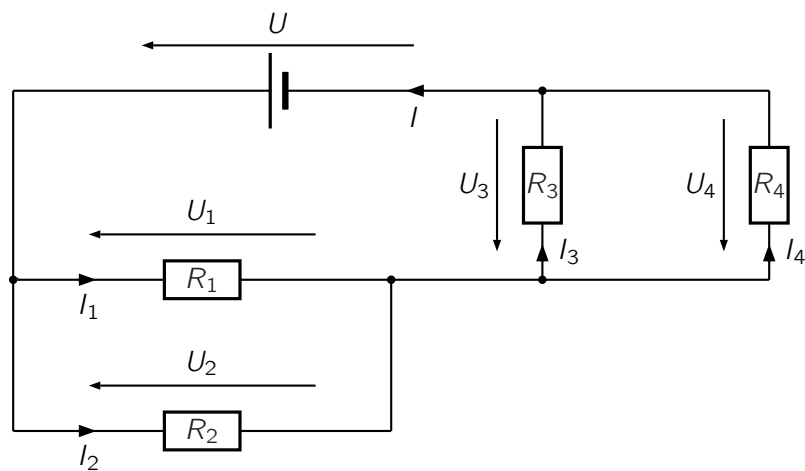 U
I
U₃
R₃
U₄
R₄
I₃
I₄
U₁
R₁
I₁
U₂
R₂
I₂